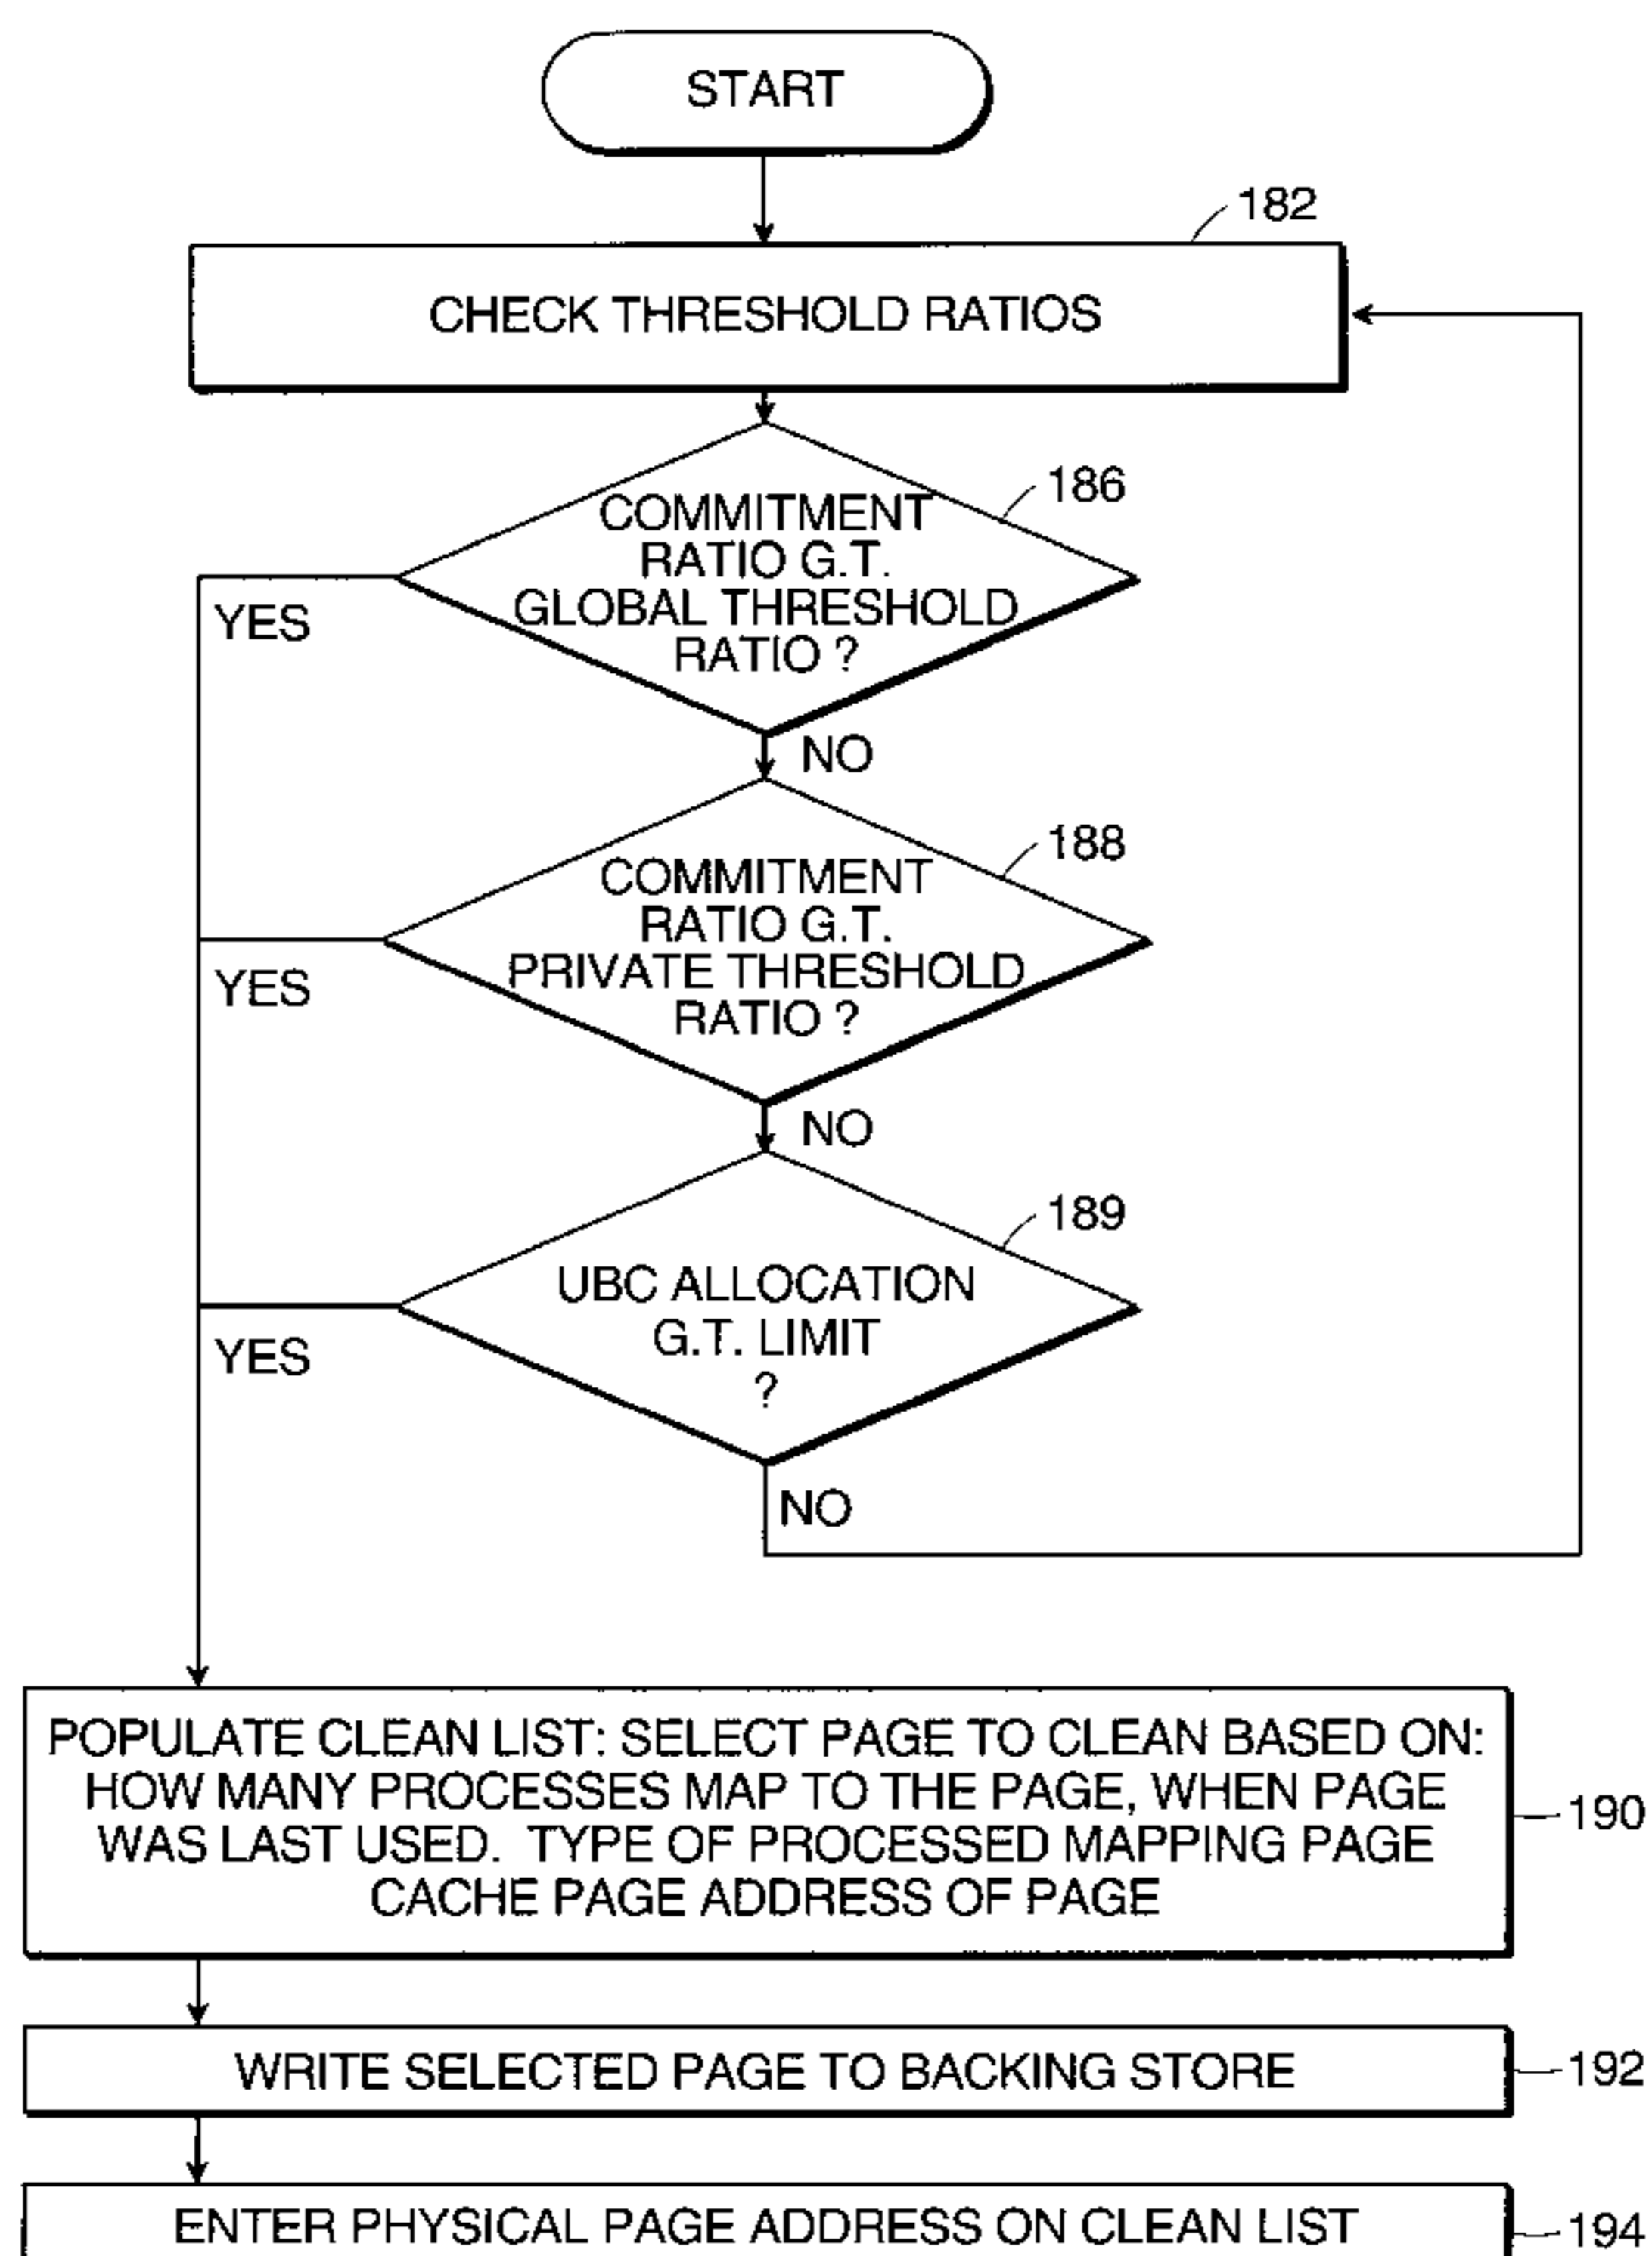 START
182
CHECK THRESHOLD RATIOS
186
COMMITMENT
RATIO G.T.
GLOBAL THRESHOLD
RATIO ?
YES
NO
188
COMMITMENT
RATIO G.T.
PRIVATE THRESHOLD
RATIO ?
YES
NO
189
UBC ALLOCATION
G.T. LIMIT
?
YES
NO
POPULATE CLEAN LIST: SELECT PAGE TO CLEAN BASED ON:
HOW MANY PROCESSES MAP TO THE PAGE, WHEN PAGE
WAS LAST USED. TYPE OF PROCESSED MAPPING PAGE
CACHE PAGE ADDRESS OF PAGE
190
WRITE SELECTED PAGE TO BACKING STORE
192
ENTER PHYSICAL PAGE ADDRESS ON CLEAN LIST
194